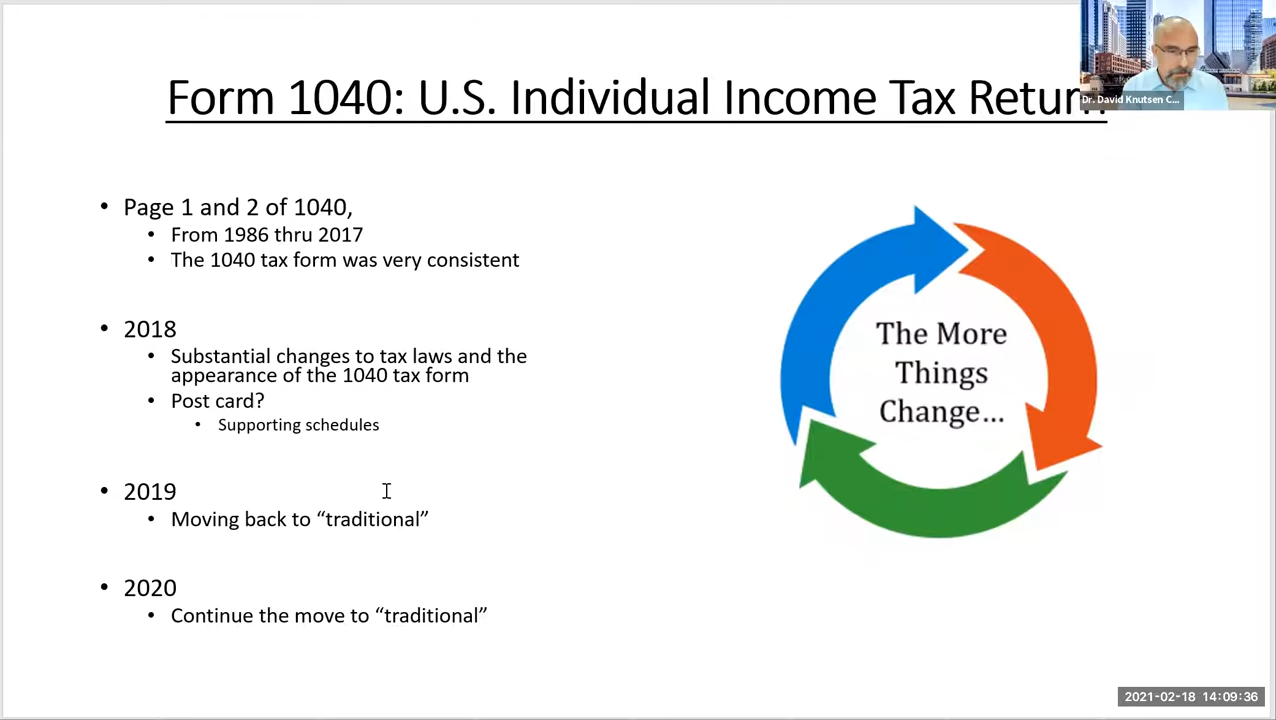 Form 1040: U.S. Individual Income Tax Return
Dr. David Knutsen C...
• Page 1 and 2 of 1040,
• From 1986 thru 2017
• The 1040 tax form was very consistent
• 2018
• Substantial changes to tax laws and the
appearance of the 1040 tax form
• Post card?
• Supporting schedules
• 2019
• Moving back to “traditional”
• 2020
• Continue the move to “traditional”
The More
Things
Change...
2021-02-18 14:09:36